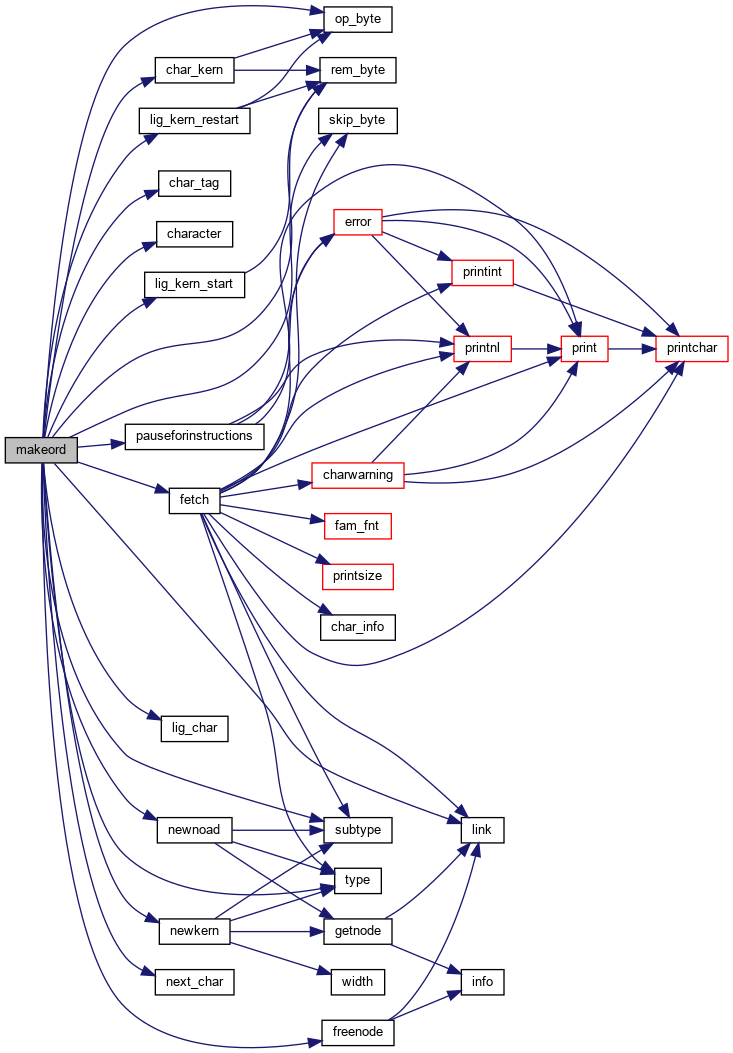 op_byte
char_kern
rem_byte
lig_kern_restart
skip_byte
char_tag
error
character
printint
lig_kern_start
printnl
print
printchar
pauseforinstructions
makeord
charwarning
fetch
fam_fnt
printsize
char_info
lig_char
newnoad
subtype
link
type
newkern
getnode
next_char
width
info
freenode